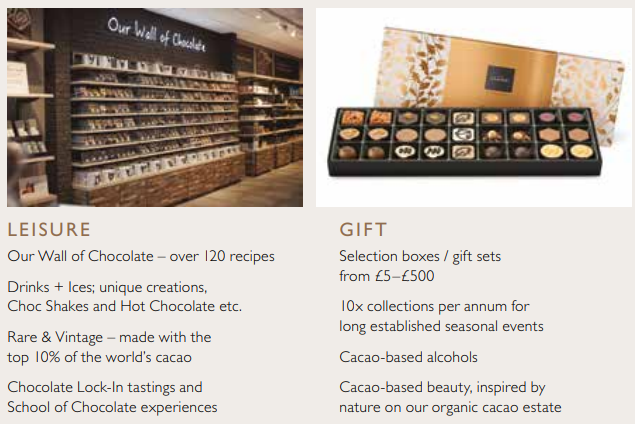 Our Wall of Chocolate
LEISURE
Our Wall of Chocolate – over 120 recipes
Drinks + Ices; unique creations,
Choc Shakes and Hot Chocolate etc.
Rare & Vintage – made with the
top 10% of the world’s cacao
Chocolate Lock-In tastings and
School of Chocolate experiences
GIFT
Selection boxes / gift sets
from £5–£500
10x collections per annum for
long established seasonal events
Cacao-based alcohols
Cacao-based beauty, inspired by
nature on our organic cacao estate